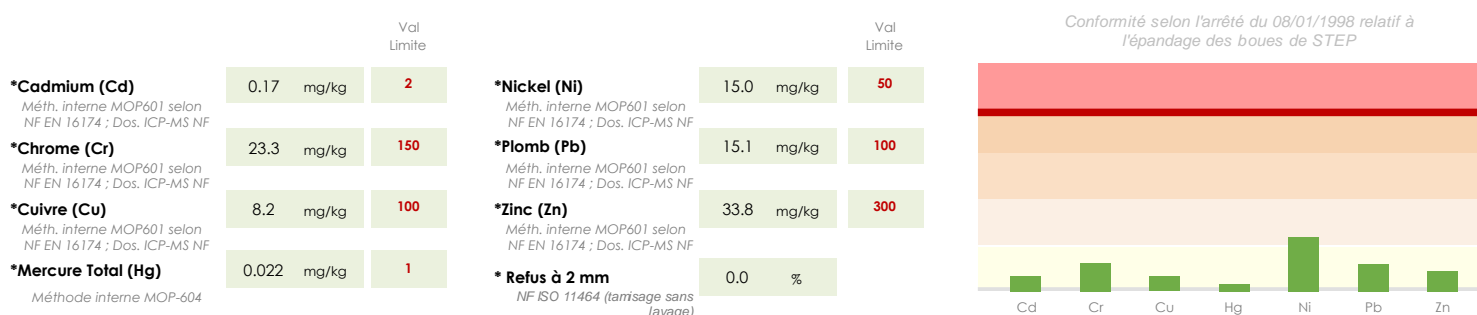 Val
Limite
*Cadmium (Cd) 0.17 mg/kg 2
Méth. interne MOP601 selon
NF EN 16174 ; Dos. ICP-MS NF
*Chrome (Cr) 23.3 mg/kg 150
Méth. interne MOP601 selon
NF EN 16174 ; Dos. ICP-MS NF
*Cuivre (Cu) 8.2 mg/kg 100
Méth. interne MOP601 selon
NF EN 16174 ; Dos. ICP-MS NF
*Mercure Total (Hg) 0.022 mg/kg 1
Méthode interne MOP-604
Val
Limite
*Nickel (Ni) 15.0 mg/kg 50
Méth. interne MOP601 selon
NF EN 16174 ; Dos. ICP-MS NF
*Plomb (Pb) 15.1 mg/kg 100
Méth. interne MOP601 selon
NF EN 16174 ; Dos. ICP-MS NF
*Zinc (Zn) 33.8 mg/kg 300
Méth. interne MOP601 selon
NF EN 16174 ; Dos. ICP-MS NF
* Refus à 2 mm 0.0 %
NF ISO 11464 (tamisage sans
lavage)
Conformité selon l'arrêté du 08/01/1998 relatif à
l'épandage des boues de STEP
Cd Cr Cu Hg Ni Pb Zn